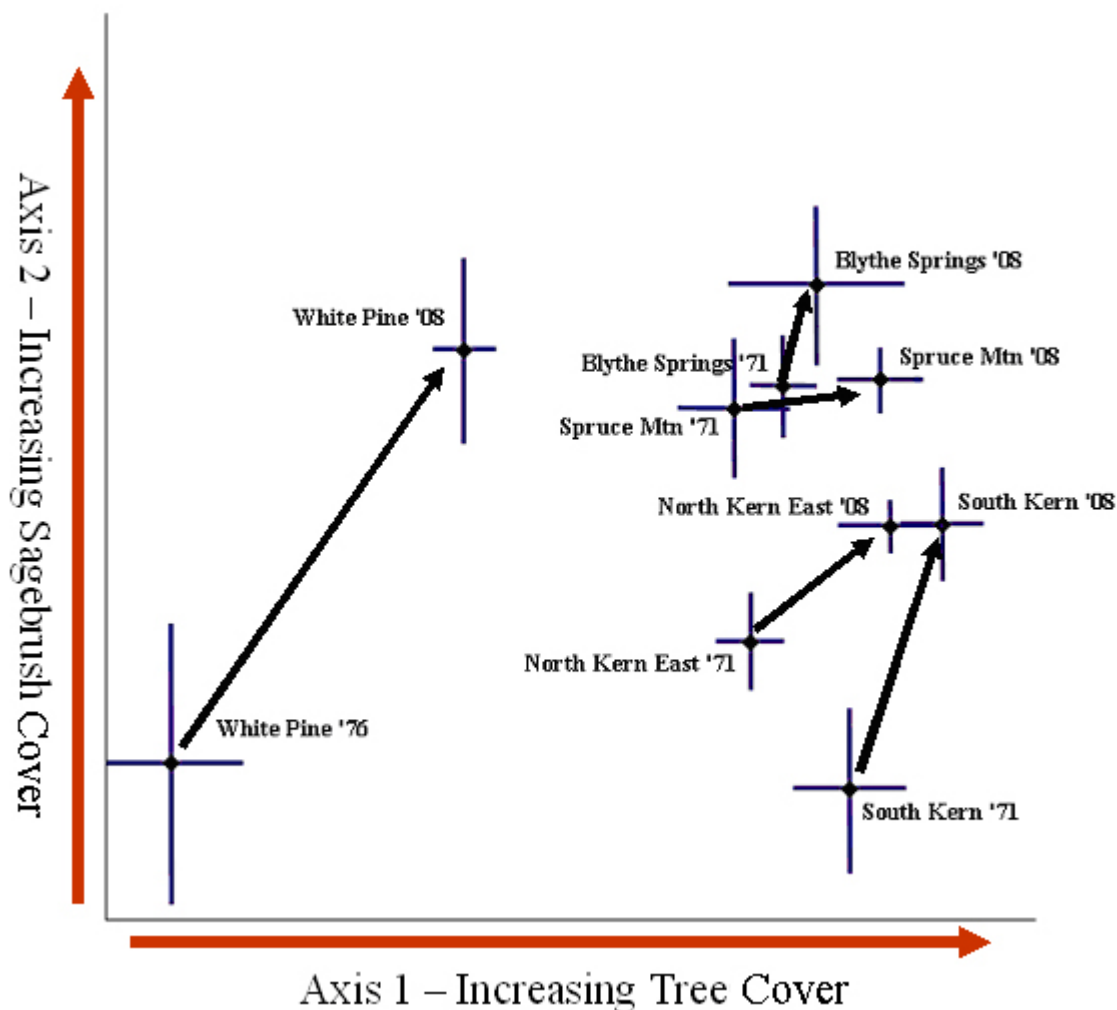 Axis 2 – Increasing Sagebrush Cover
Blythe Springs '08
White Pine '08
Blythe Springs '71
Spruce Mtn '08
Spruce Mtn '71
North Kern East '08
South Kern '08
North Kern East '71
White Pine '76
South Kern '71
Axis 1 – Increasing Tree Cover